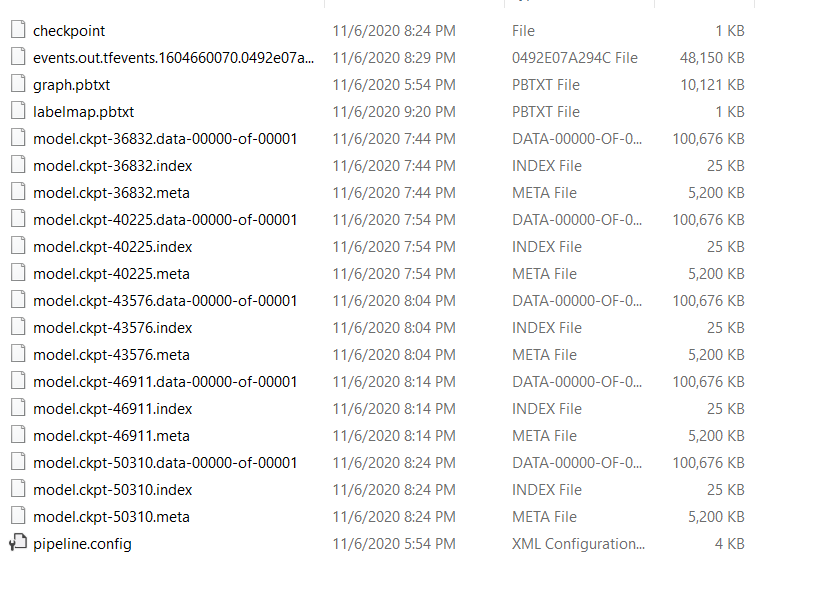 checkpoint 11/6/2020 8:24 PM File 1 KB
events.out.tfevents.1604660070.0492e07a... 11/6/2020 8:29 PM 0492E07A294C File 48,150 KB
graph.pbtxt 11/6/2020 5:54 PM PBTXT File 10,121 KB
labelmap.pbtxt 11/6/2020 9:20 PM PBTXT File 1 KB
model.ckpt-36832.data-00000-of-00001 11/6/2020 7:44 PM DATA-00000-OF-0... 100,676 KB
model.ckpt-36832.index 11/6/2020 7:44 PM INDEX File 25 KB
model.ckpt-36832.meta 11/6/2020 7:44 PM META File 5,200 KB
model.ckpt-40225.data-00000-of-00001 11/6/2020 7:54 PM DATA-00000-OF-0... 100,676 KB
model.ckpt-40225.index 11/6/2020 7:54 PM INDEX File 25 KB
model.ckpt-40225.meta 11/6/2020 7:54 PM META File 5,200 KB
model.ckpt-43576.data-00000-of-00001 11/6/2020 8:04 PM DATA-00000-OF-0... 100,676 KB
model.ckpt-43576.index 11/6/2020 8:04 PM INDEX File 25 KB
model.ckpt-43576.meta 11/6/2020 8:04 PM META File 5,200 KB
model.ckpt-46911.data-00000-of-00001 11/6/2020 8:14 PM DATA-00000-OF-0... 100,676 KB
model.ckpt-46911.index 11/6/2020 8:14 PM INDEX File 25 KB
model.ckpt-46911.meta 11/6/2020 8:14 PM META File 5,200 KB
model.ckpt-50310.data-00000-of-00001 11/6/2020 8:24 PM DATA-00000-OF-0... 100,676 KB
model.ckpt-50310.index 11/6/2020 8:24 PM INDEX File 25 KB
model.ckpt-50310.meta 11/6/2020 8:24 PM META File 5,200 KB
pipeline.config 11/6/2020 5:54 PM XML Configuration... 4 KB